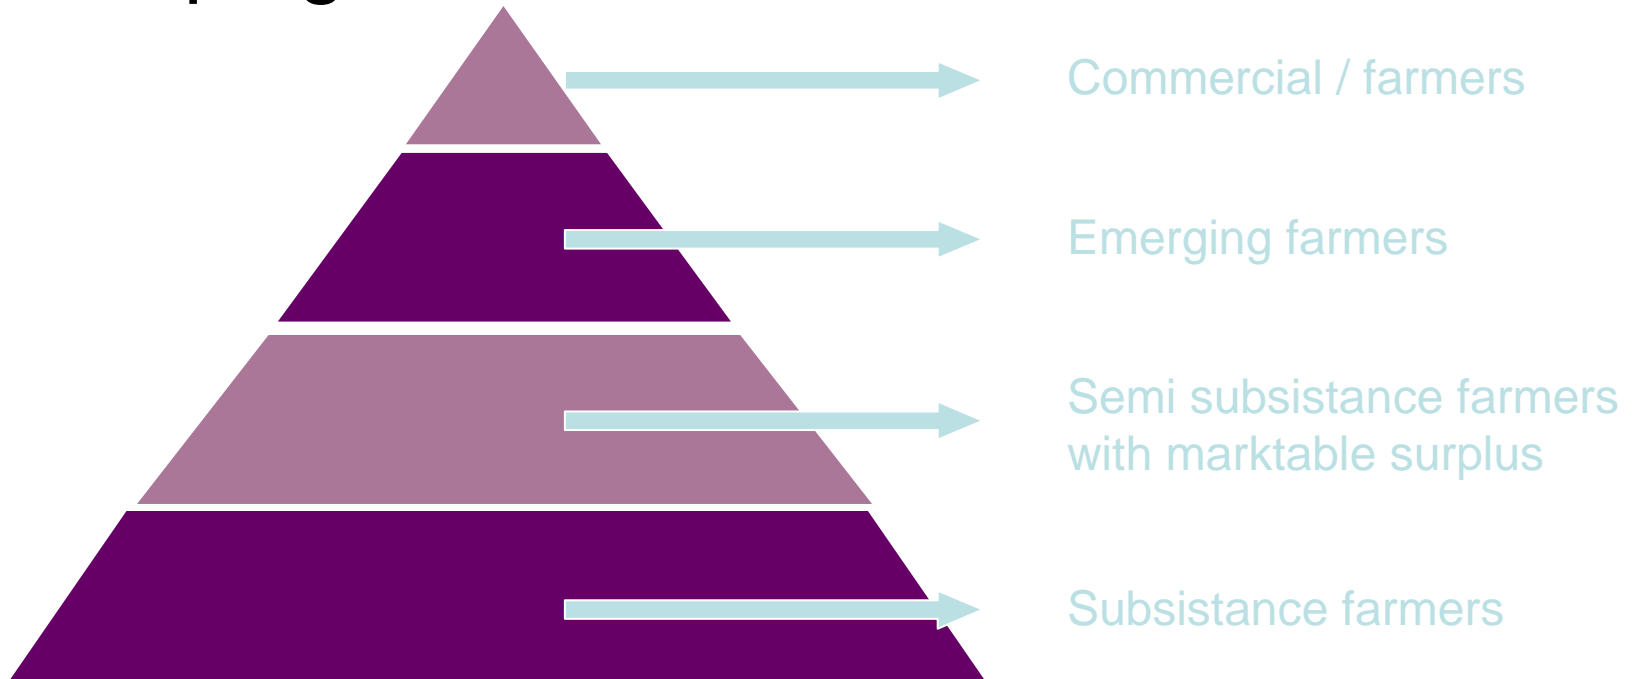 Commercial / farmers
Emerging farmers
Semi subsistance farmers
with marktable surplus
Subsistance farmers